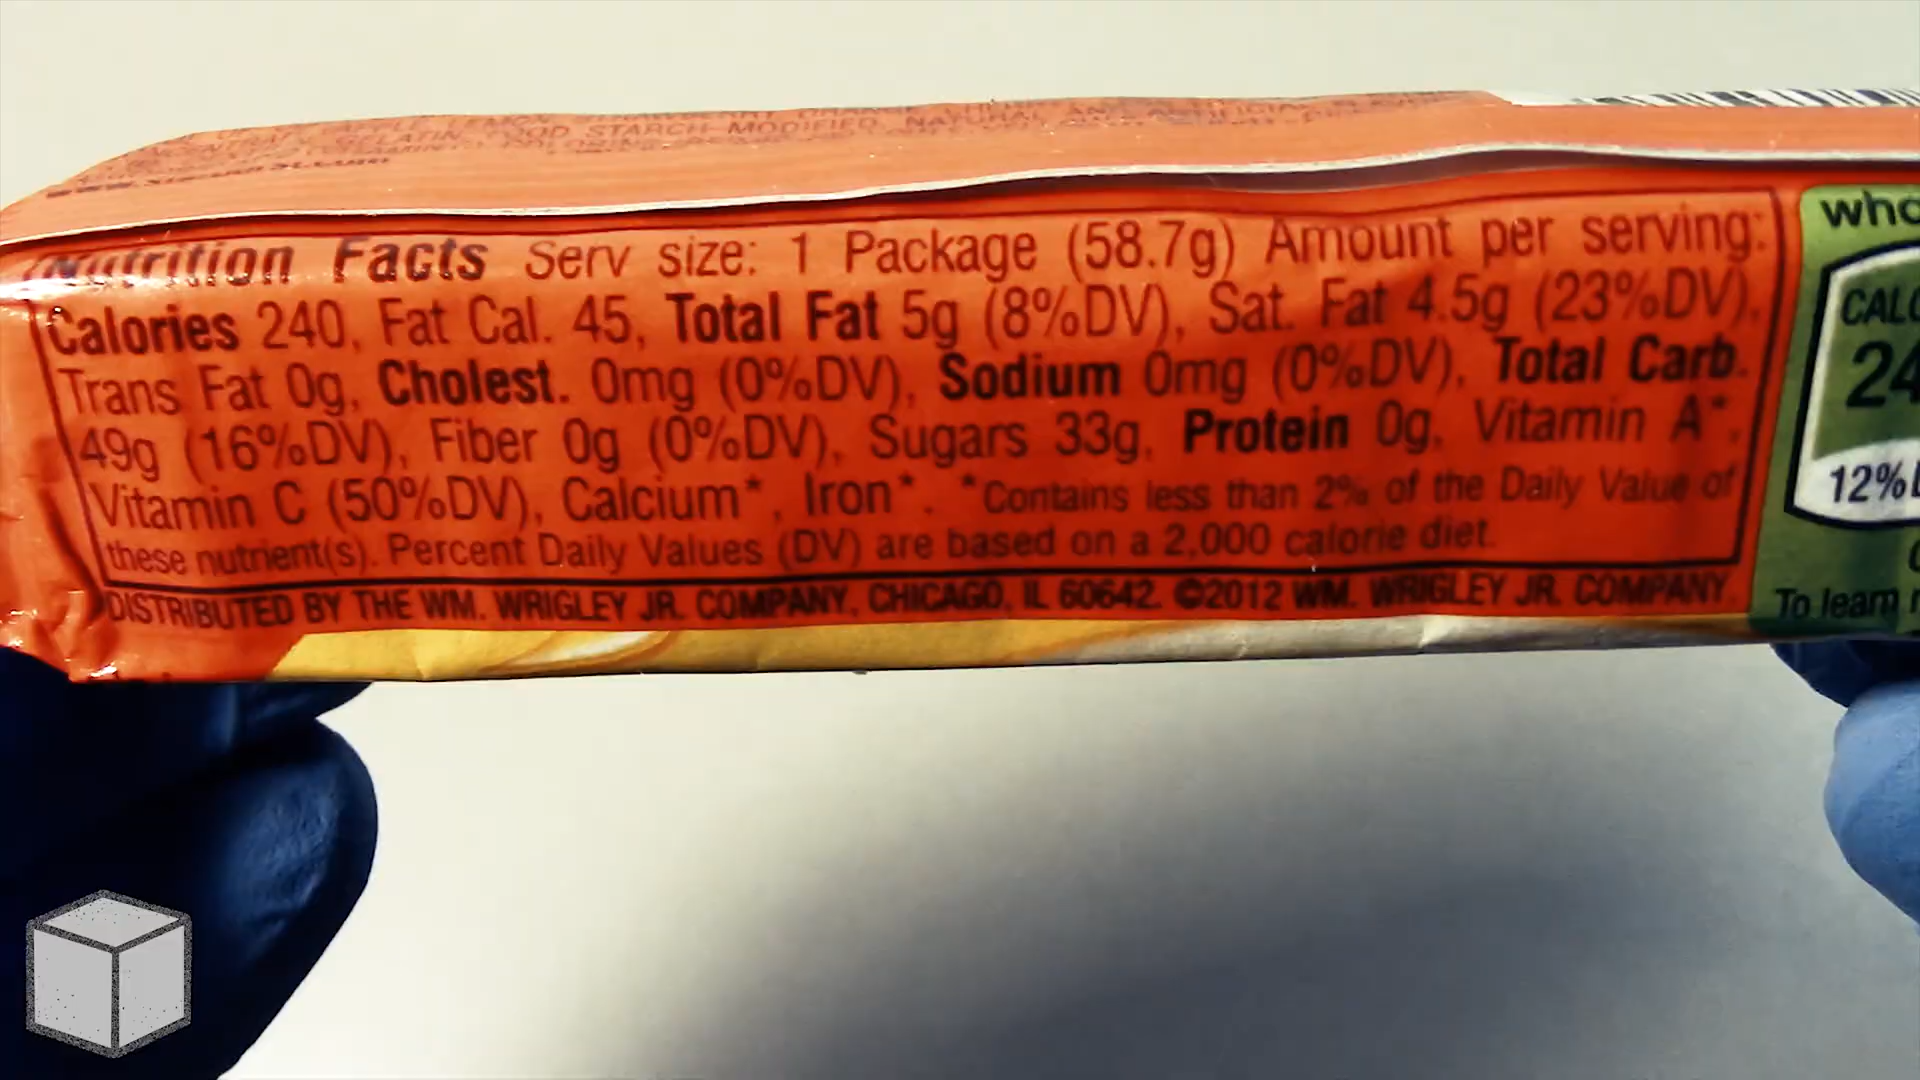 GELATIN, FOOD STARCH-MODIFIED, NATURAL AND ARTIFICIAL
Nutrition Facts Serv size: 1 Package (58.7g) Amount per serving:
Calories 240, Fat Cal. 45, Total Fat 5g (8%DV), Sat. Fat 4.5g (23%DV),
Trans Fat 0g, Cholest. 0mg (0%DV), Sodium 0mg (0%DV), Total Carb.
49g (16%DV), Fiber 0g (0%DV), Sugars 33g, Protein 0g, Vitamin A*,
Vitamin C (50%DV), Calcium*, Iron*. *Contains less than 2% of the Daily Value of
these nutrient(s). Percent Daily Values (DV) are based on a 2,000 calorie diet.
DISTRIBUTED BY THE WM. WRIGLEY JR. COMPANY, CHICAGO, IL 60642. ©2012 WM. WRIGLEY JR. COMPANY
12%
To learn